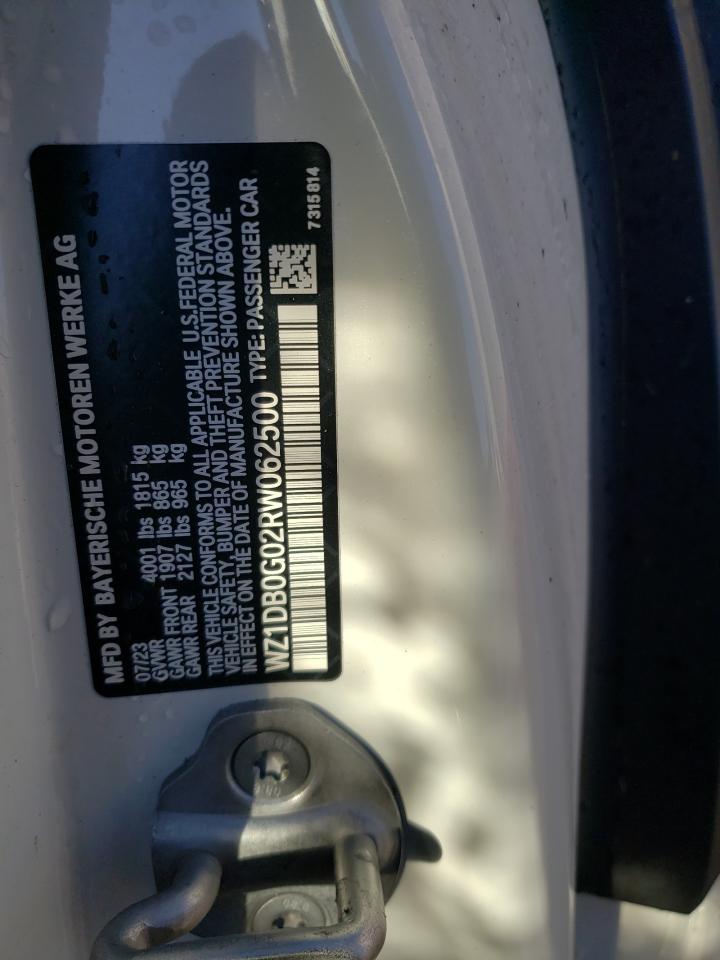 MFD BY BAYERISCHE MOTOREN WERKE AG
07/23
GVWR 4001 lbs 1815 kg
GAWR FRONT 1907 lbs 865 kg
GAWR REAR 2127 lbs 965 kg
THIS VEHICLE CONFORMS TO ALL APPLICABLE U.S.FEDERAL MOTOR
VEHICLE SAFETY, BUMPER AND THEFT PREVENTION STANDARDS
IN EFFECT ON THE DATE OF MANUFACTURE SHOWN ABOVE.
WZ1DB0G02RW062500 TYPE: PASSENGER CAR
7315814